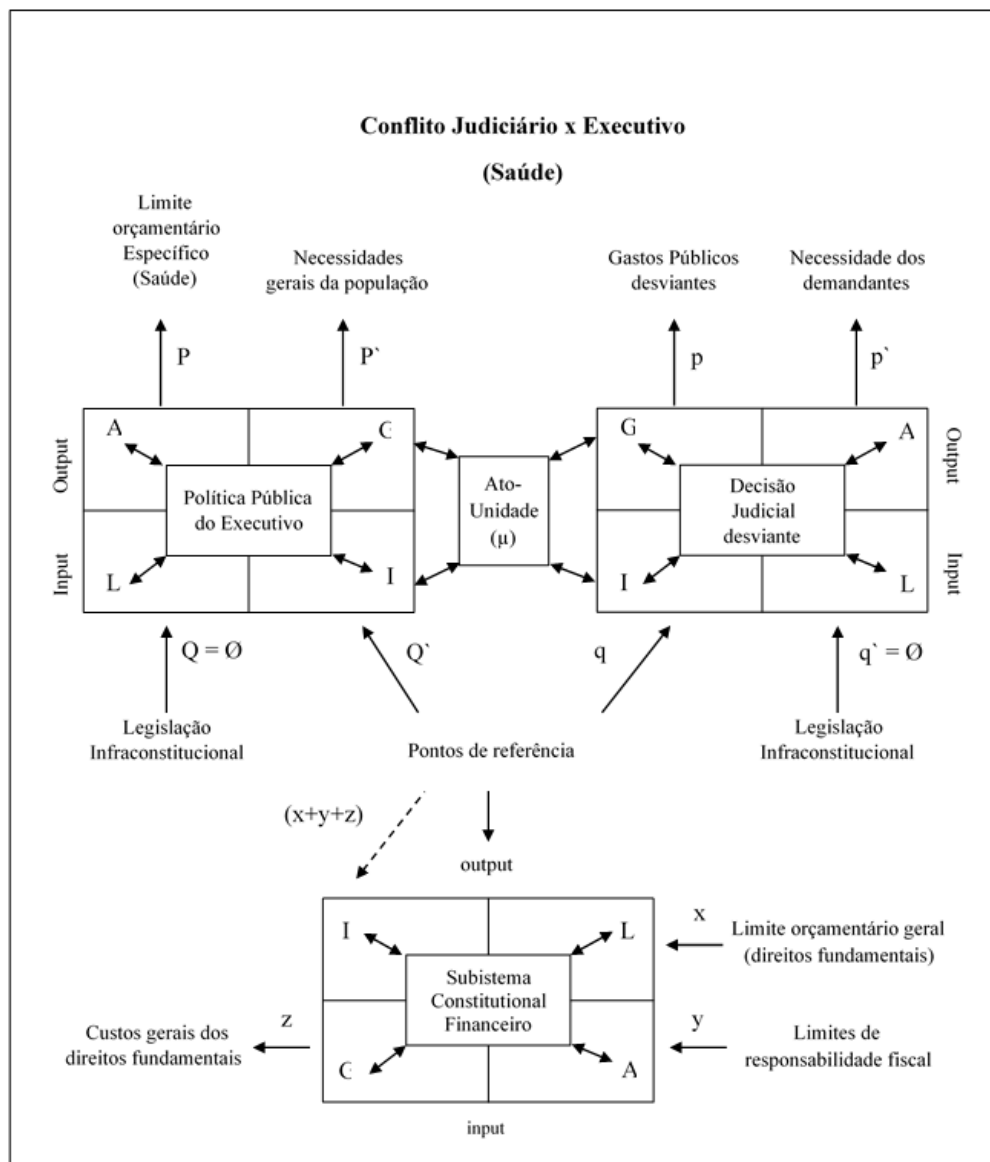 Conflito Judiciário x Executivo
(Saúde)
Limite
orçamentário
Específico
(Saúde)
Necessidades
gerais da população
Gastos Públicos
desviantes
Necessidade dos
demandantes
P
P`
p
p`
Output
Input
A
G
L
I
Política Pública
do Executivo
Ato-
Unidade
(µ)
G
A
I
L
Decisão
Judicial
desviante
Output
Input
Q = Ø
Q`
q
q` = Ø
Legislação
Infraconstitucional
Pontos de referência
Legislação
Infraconstitucional
(x+y+z)
output
I
L
G
A
Subistema
Constitutional
Financeiro
x
Limite orçamentário geral
(direitos fundamentais)
Custos gerais dos
direitos fundamentais
z
y
Limites de
responsabilidade fiscal
input